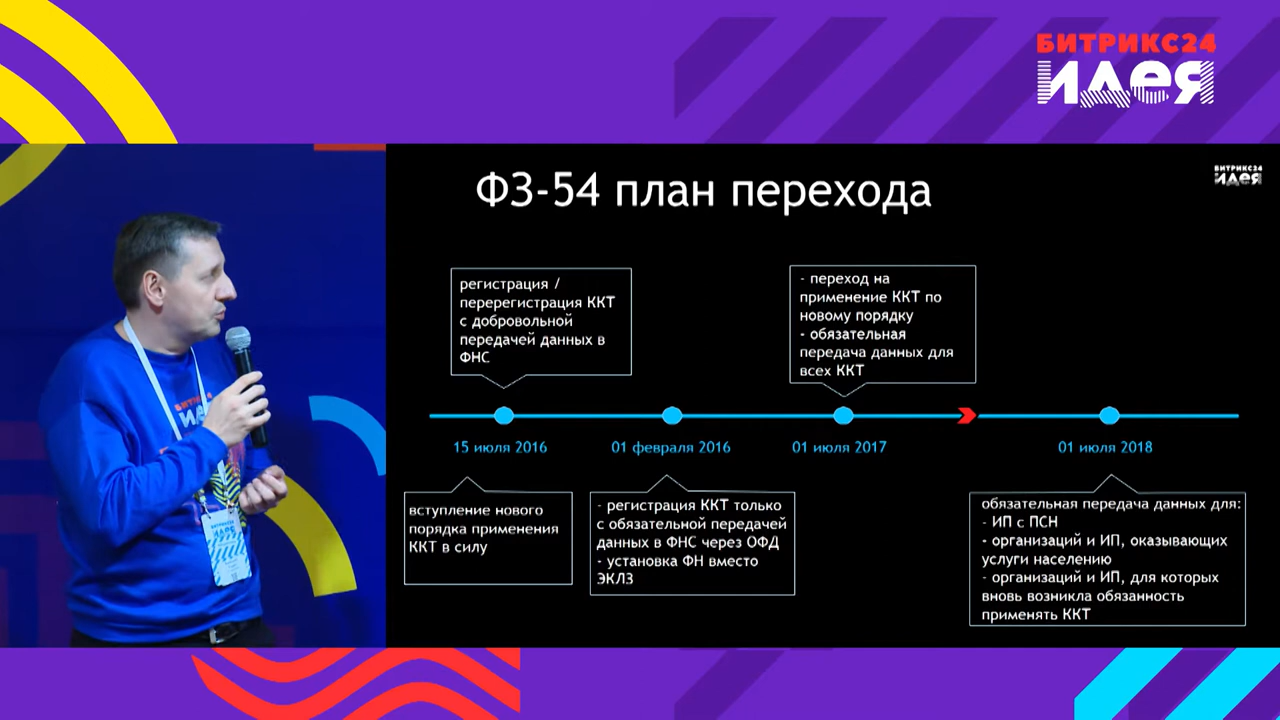 БИТРИКС24
ИДЕЯ
ФЗ-54 план перехода
БИТРИКС24
ИДЕЯ
регистрация /
перерегистрация ККТ
с добровольной
передачей данных в
ФНС
- переход на
применение ККТ по
новому порядку
- обязательная
передача данных для
всех ККТ
15 июля 2016
01 февраля 2016
01 июля 2017
01 июля 2018
вступление нового
порядка применения
ККТ в силу
- регистрация ККТ только
с обязательной передачей
данных в ФНС через ОФД
- установка ФН вместо
ЭКЛЗ
обязательная передача данных для:
- ИП с ПСН
- организаций и ИП, оказывающих
услуги населению
- организаций и ИП, для которых
вновь возникла обязанность
применять ККТ
БИТРИКС24
ИДЕЯ